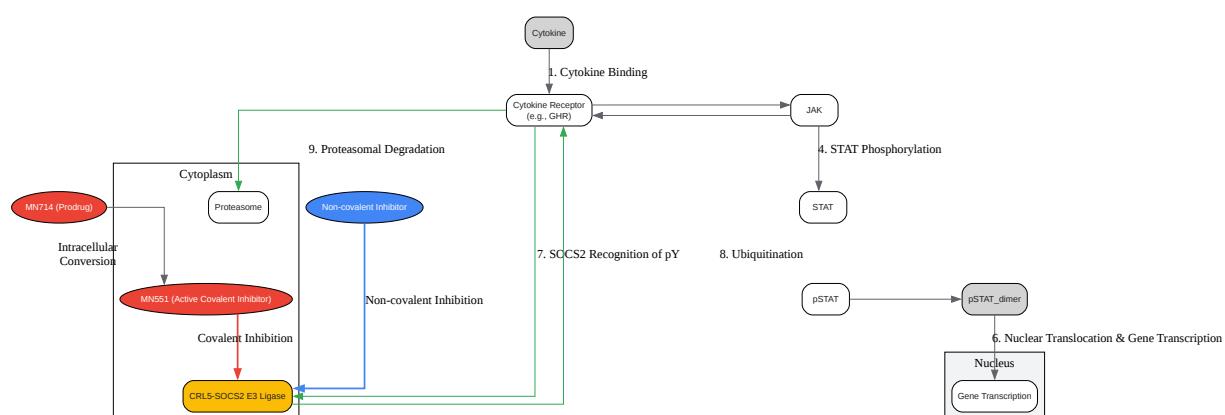 Cytokine
1. Cytokine Binding
Cytokine Receptor
(e.g., GHR)
JAK
9. Proteasomal Degradation
4. STAT Phosphorylation
Cytoplasm
MN714 (Prodrug)
Proteasome
Non-covalent Inhibitor
STAT
Intracellular
Conversion
7. SOCS2 Recognition of pY
8. Ubiquitination
MN551 (Active Covalent Inhibitor)
Non-covalent Inhibition
pSTAT
pSTAT_dimer
Covalent Inhibition
6. Nuclear Translocation & Gene Transcription
Nucleus
CRL5-SOCS2 E3 Ligase
Gene Transcription